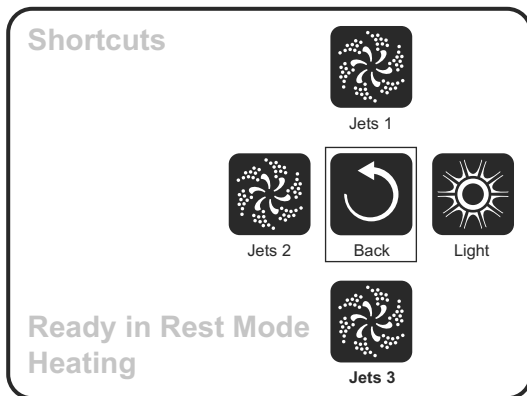 Shortcuts
Jets 1
Jets 2
Back
Light
Ready in Rest Mode
Heating
Jets 3